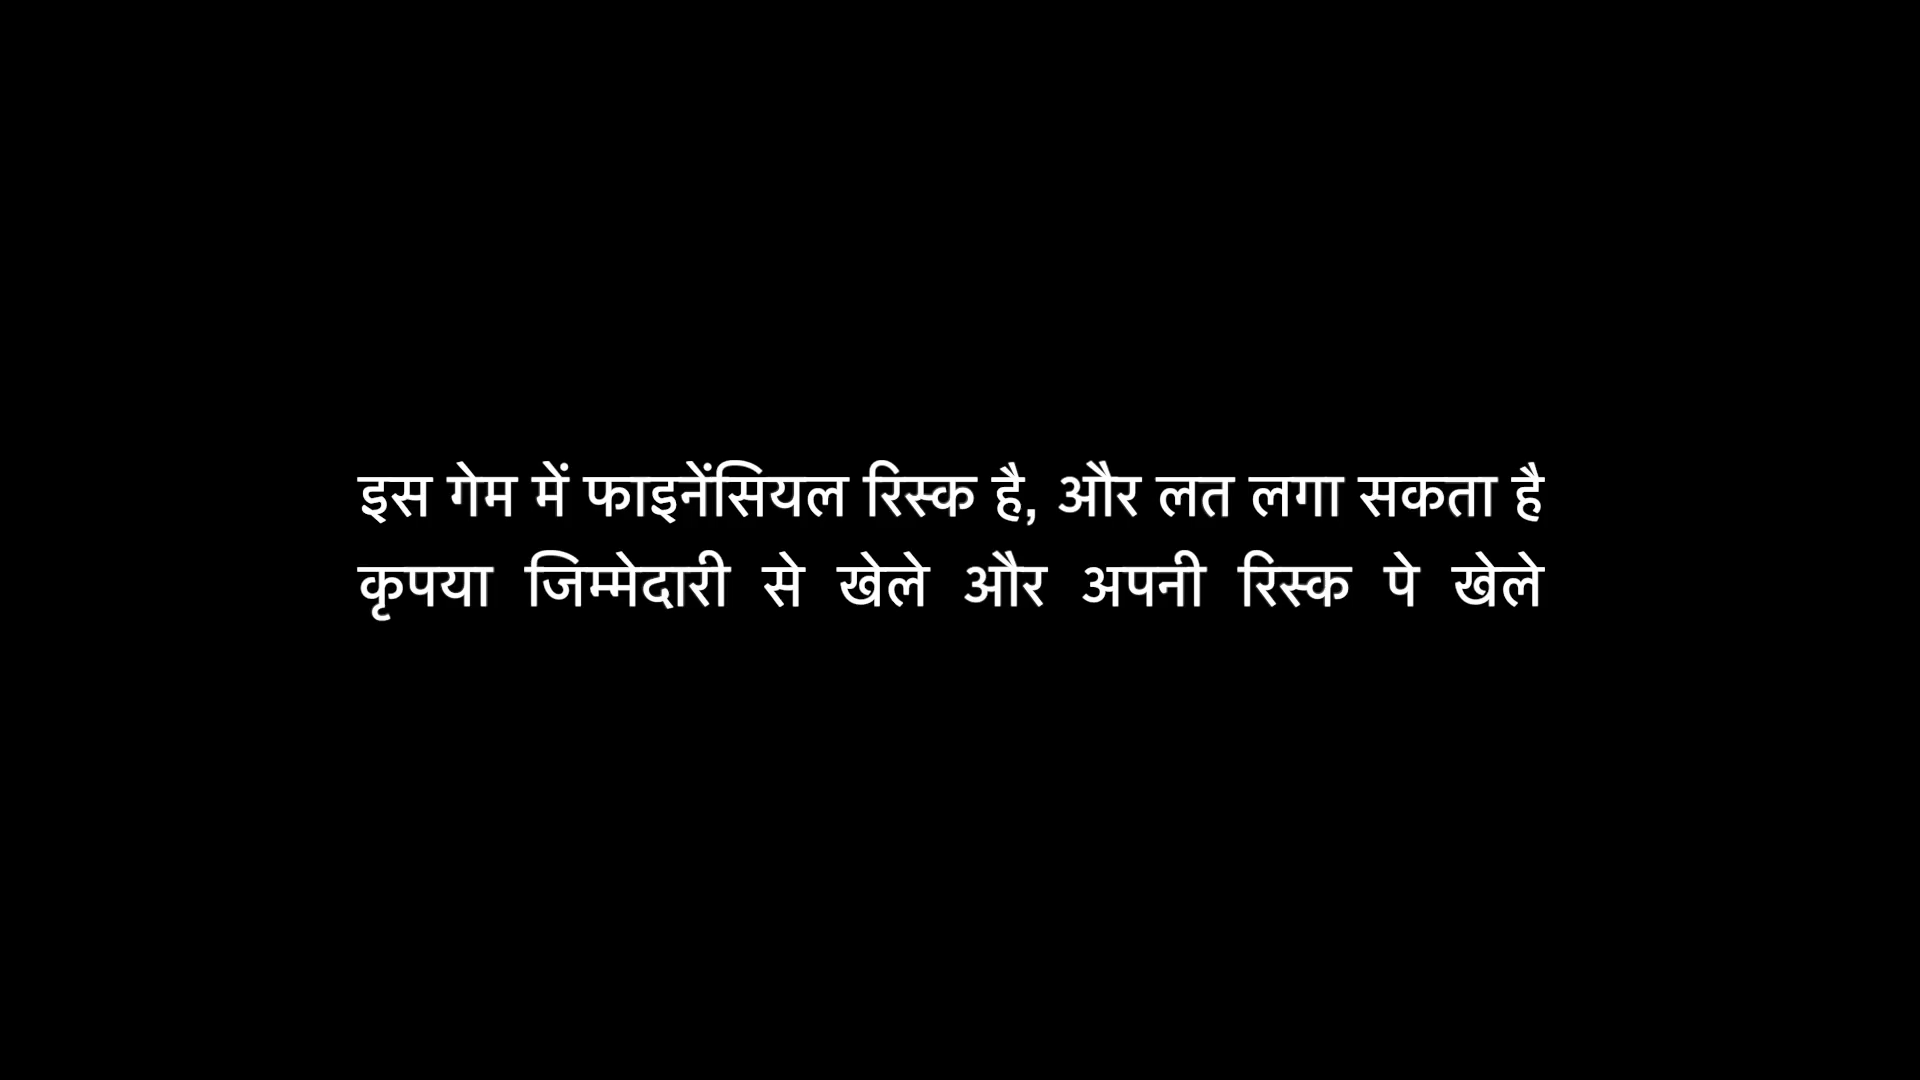 इस गेम में फाइनेंसियल रिस्क है, और लत लगा सकता है
कृपया जिम्मेदारी से खेले और अपनी रिस्क पे खेले